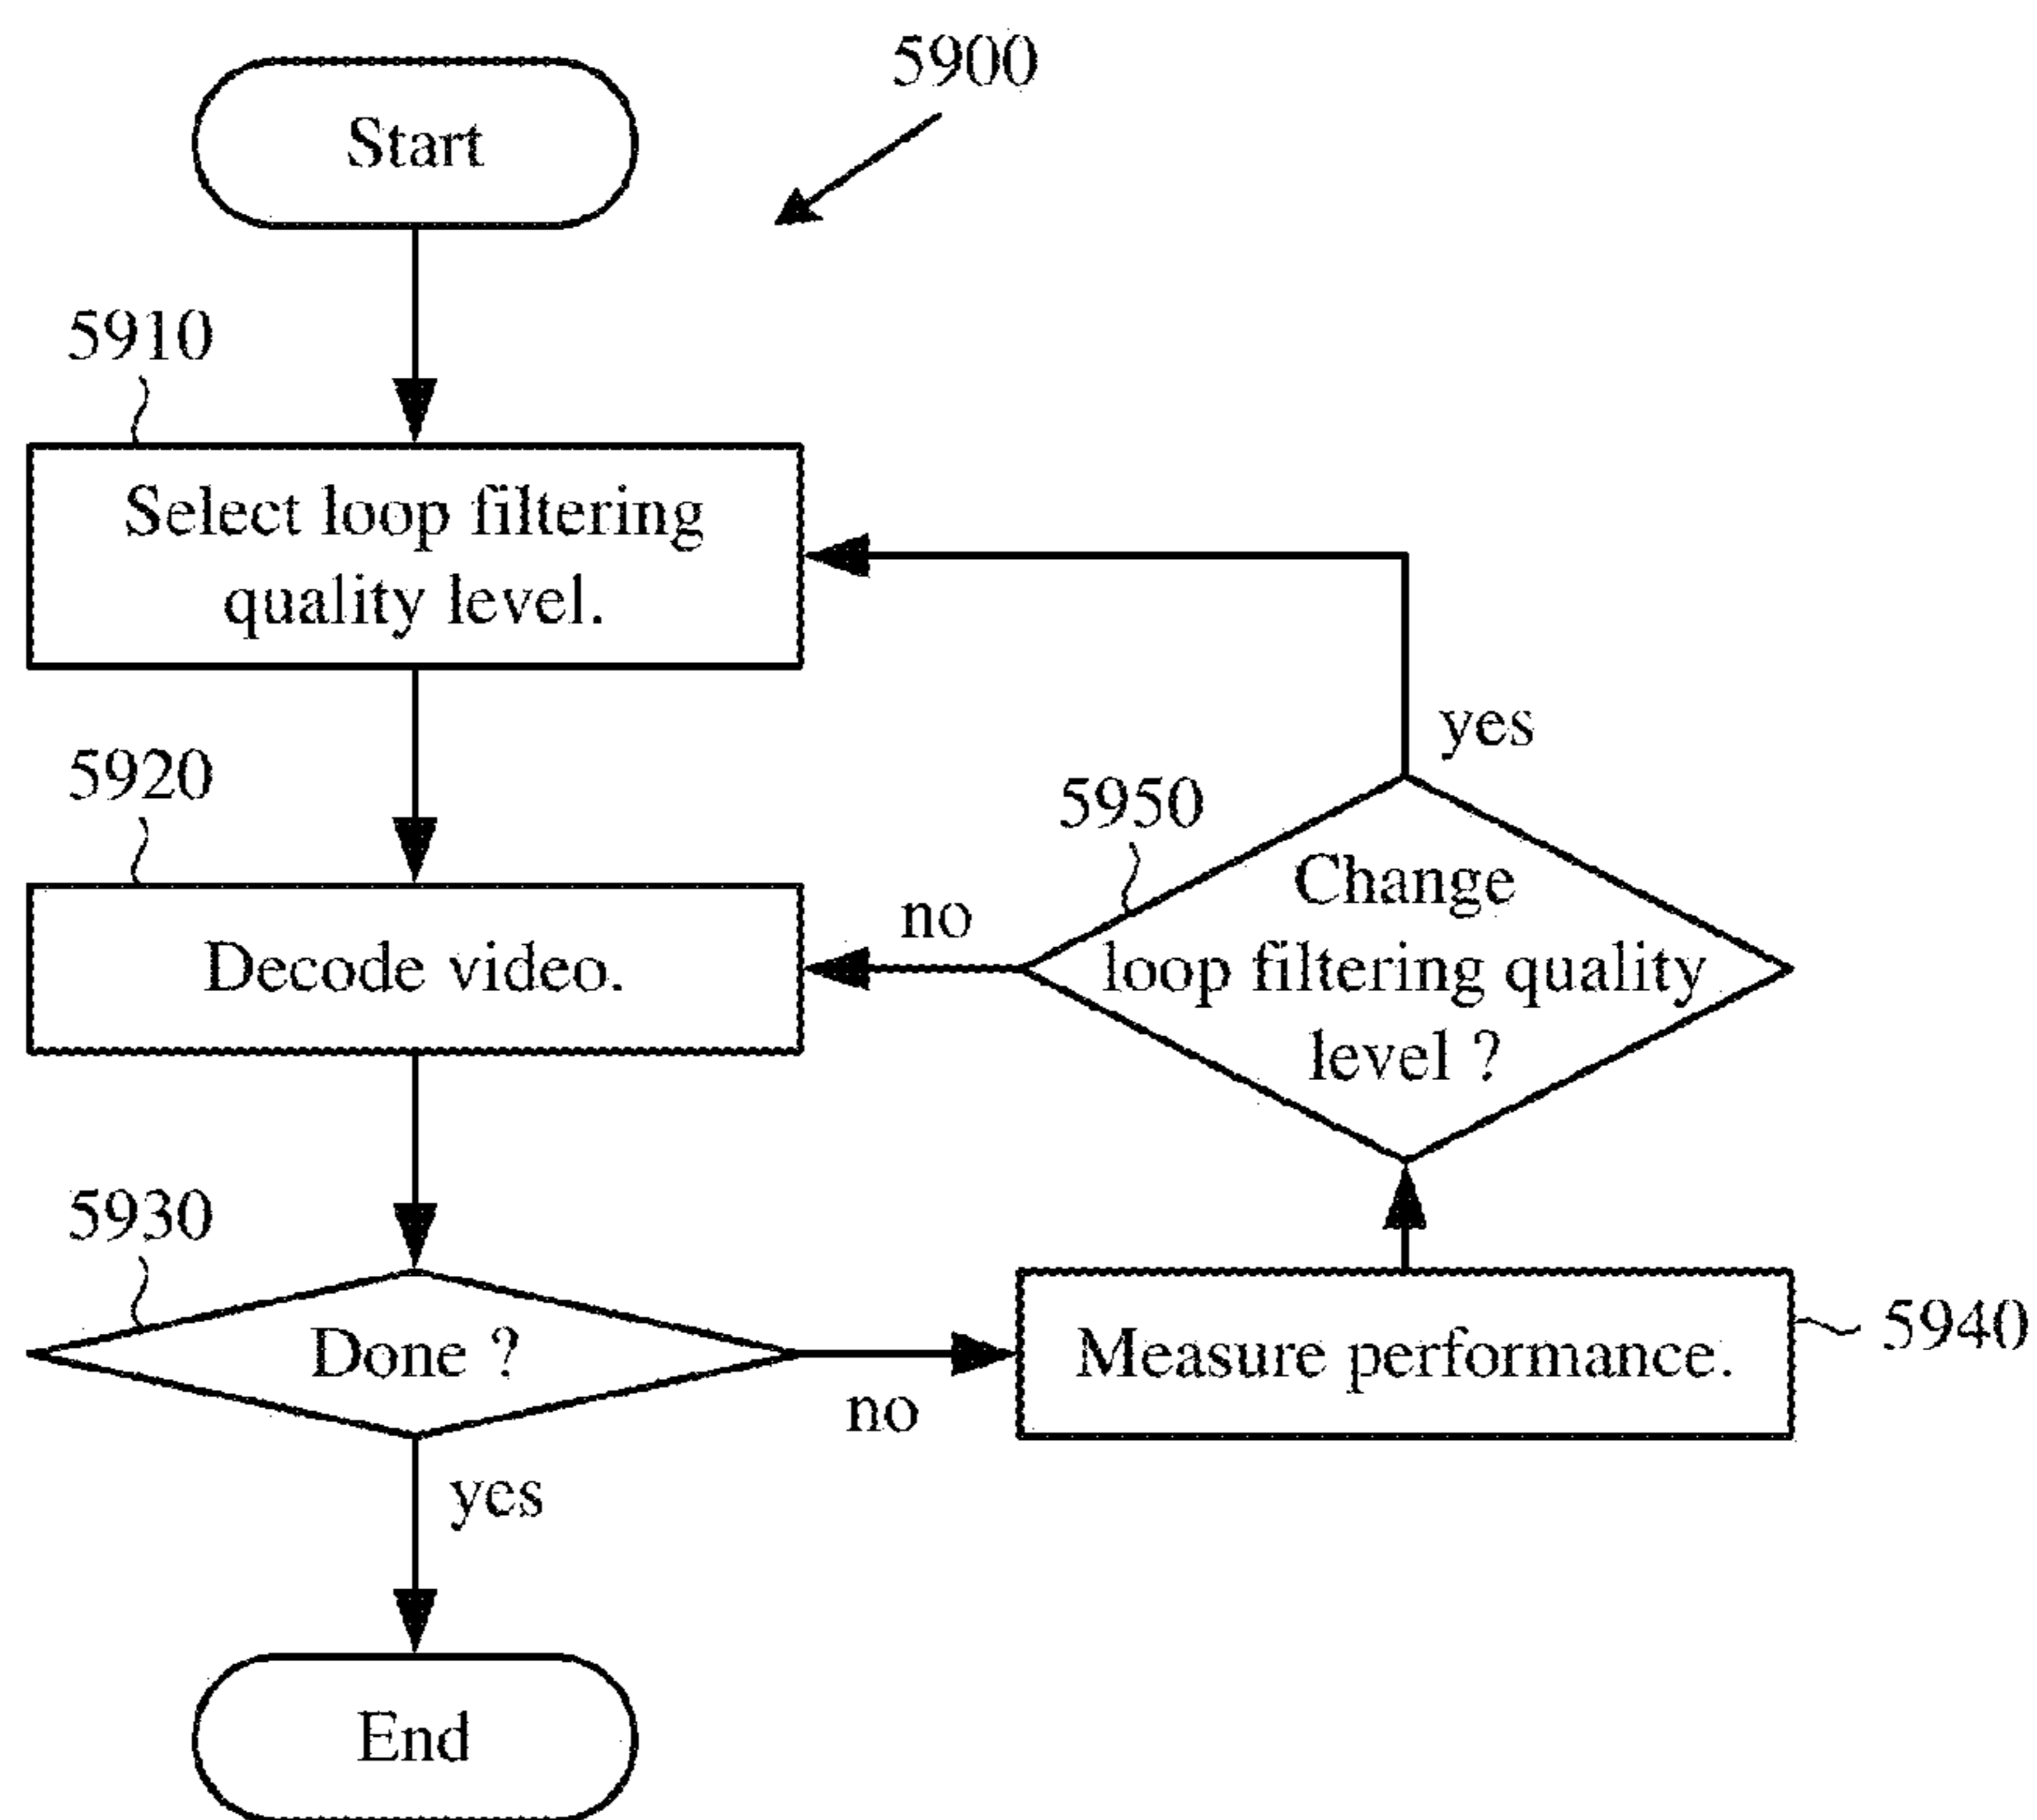 5900
Start
5910
Select loop filtering
quality level.
5920
Decode video.
5930
Done ?
yes
no
End
Measure performance.
5940
5950
Change
loop filtering quality
level ?
no
yes